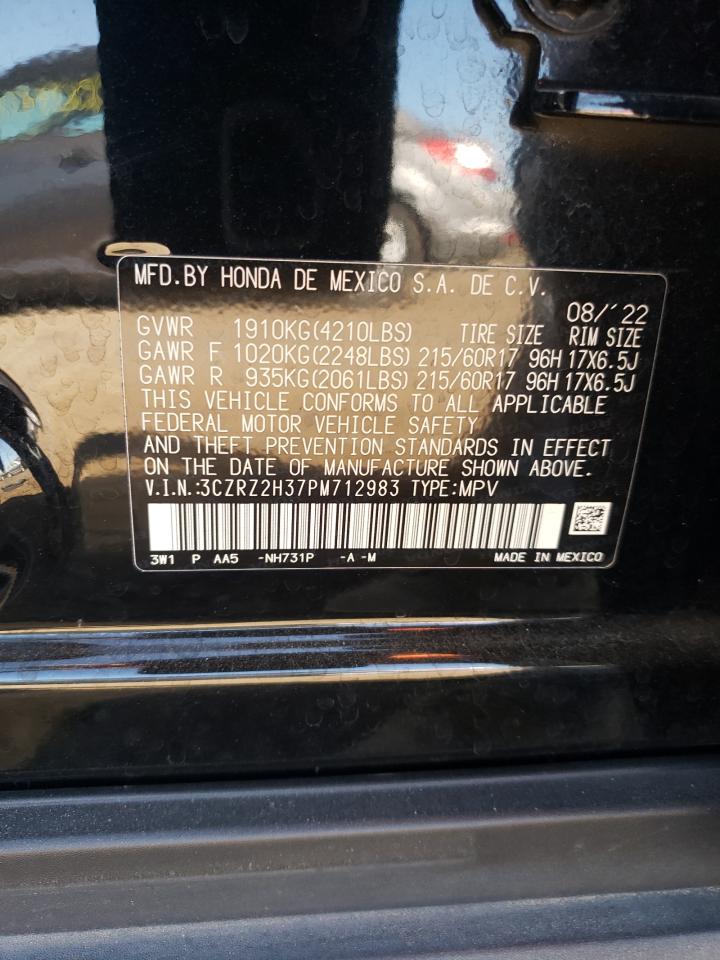 MFD.BY HONDA DE MEXICO S.A. DE C.V.
08/'22
GVWR 1910KG(4210LBS) TIRE SIZE RIM SIZE
GAWR F 1020KG(2248LBS) 215/60R17 96H 17X6.5J
GAWR R 935KG(2061LBS) 215/60R17 96H 17X6.5J
THIS VEHICLE CONFORMS TO ALL APPLICABLE
FEDERAL MOTOR VEHICLE SAFETY
AND THEFT PREVENTION STANDARDS IN EFFECT
ON THE DATE OF MANUFACTURE SHOWN ABOVE.
V.I.N.:3CZRZ2H37PM712983 TYPE:MPV
3W1 P AA5 -NH731P -A -M MADE IN MEXICO